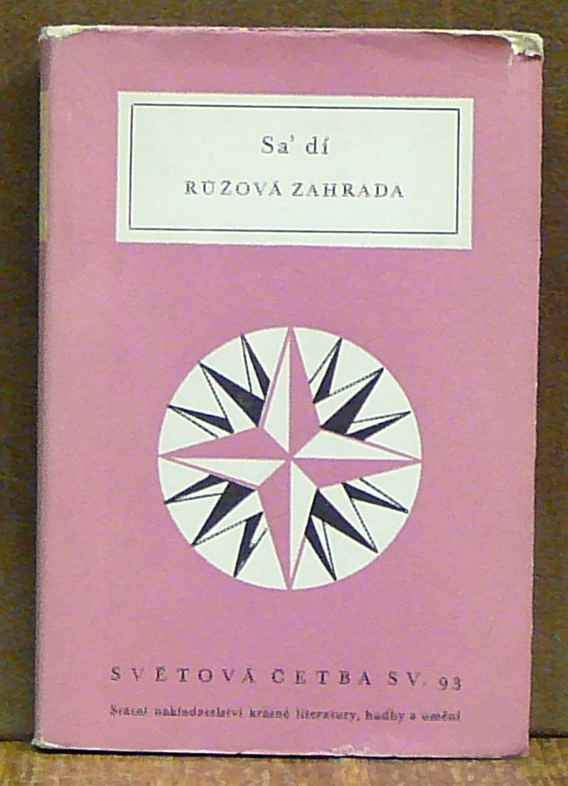 Sa' dí
RŮŽOVÁ ZAHRADA
SVĚTOVÁ ČETBA SV. 93
Státní nakladatelství krásné literatury, hudby a umění